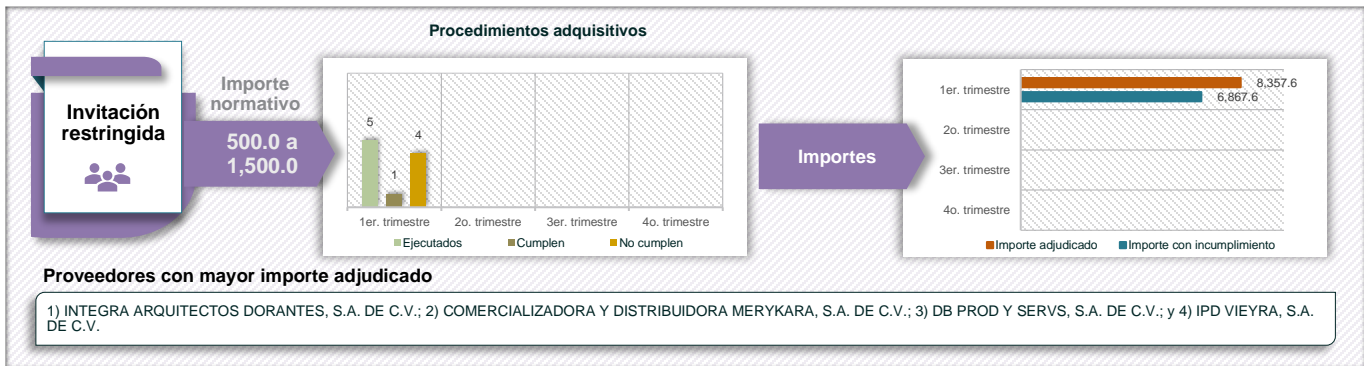 Procedimientos adquisitivos
Invitación
restringida
Importe
normativo
500.0 a
1,500.0
5
1
4
1er. trimestre 2o. trimestre 3er. trimestre 4o. trimestre
Ejecutados Cumplen No cumplen
Importes
1er. trimestre
8,357.6
6,867.6
2o. trimestre
3er. trimestre
4o. trimestre
Importe adjudicado Importe con incumplimiento
Proveedores con mayor importe adjudicado
1) INTEGRA ARQUITECTOS DORANTES, S.A. DE C.V.; 2) COMERCIALIZADORA Y DISTRIBUIDORA MERYKARA, S.A. DE C.V.; 3) DB PROD Y SERVS, S.A. DE C.V.; y 4) IPD VIEYRA, S.A.
DE C.V.